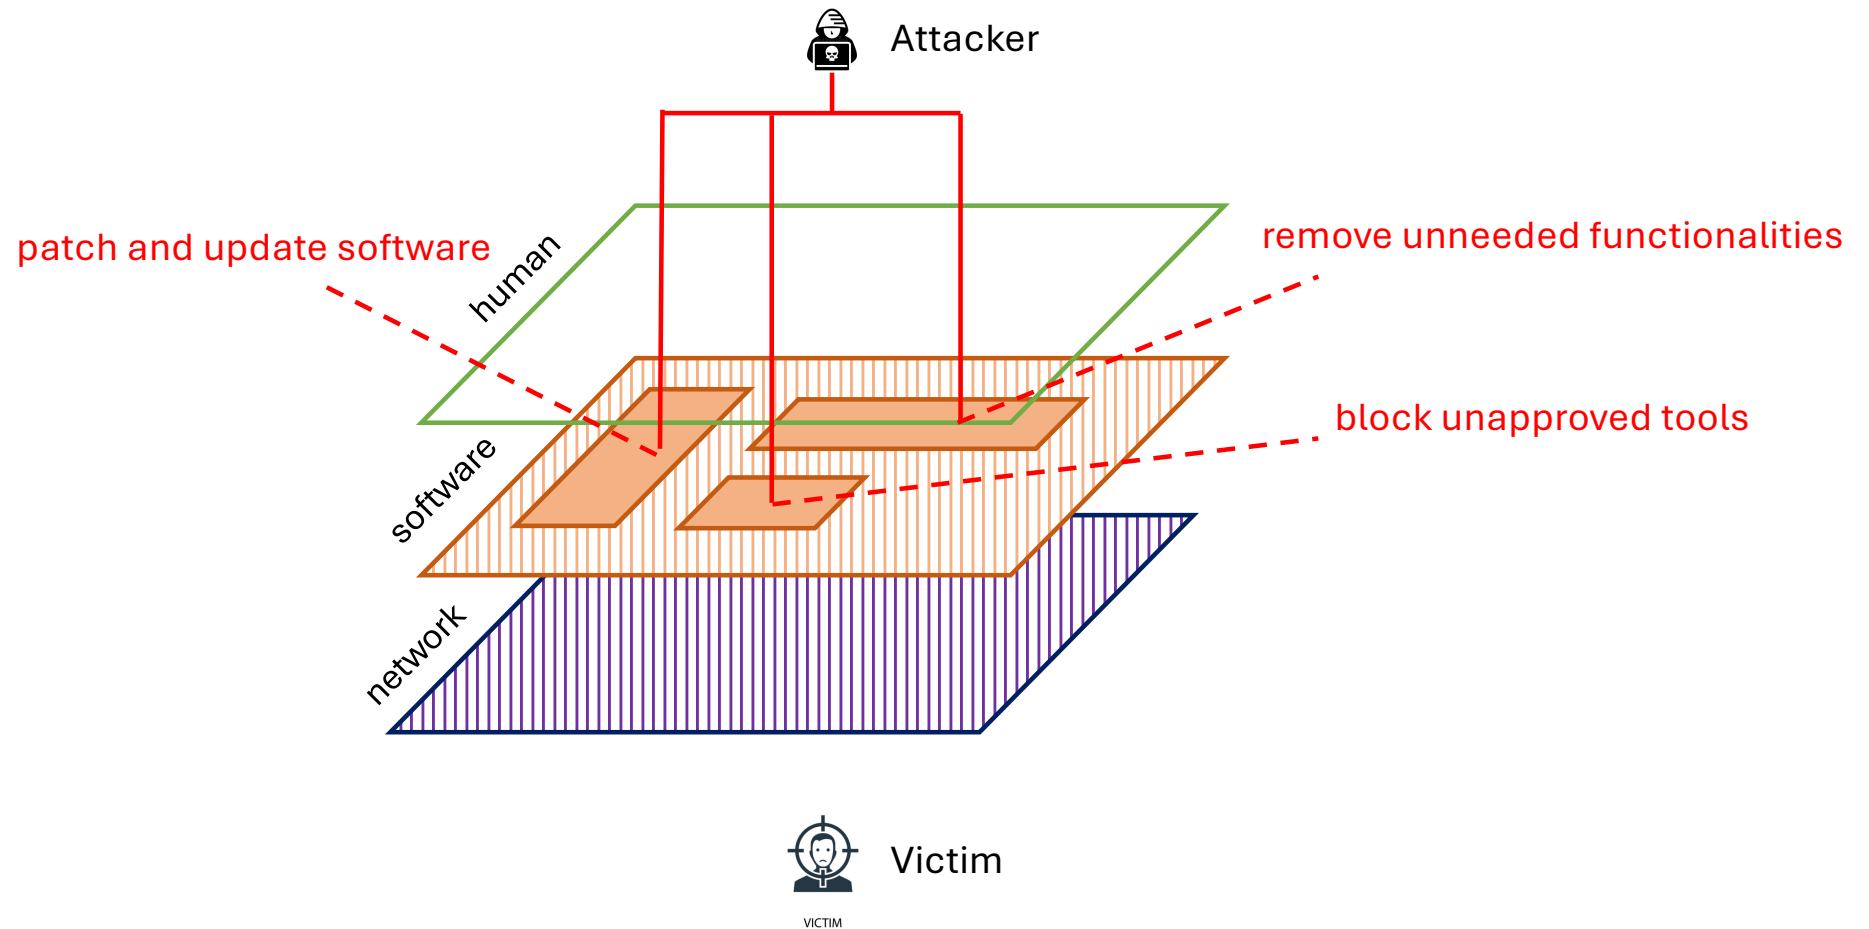 Attacker
patch and update software
human
remove unneeded functionalities
software
block unapproved tools
network
Victim
VICTIM